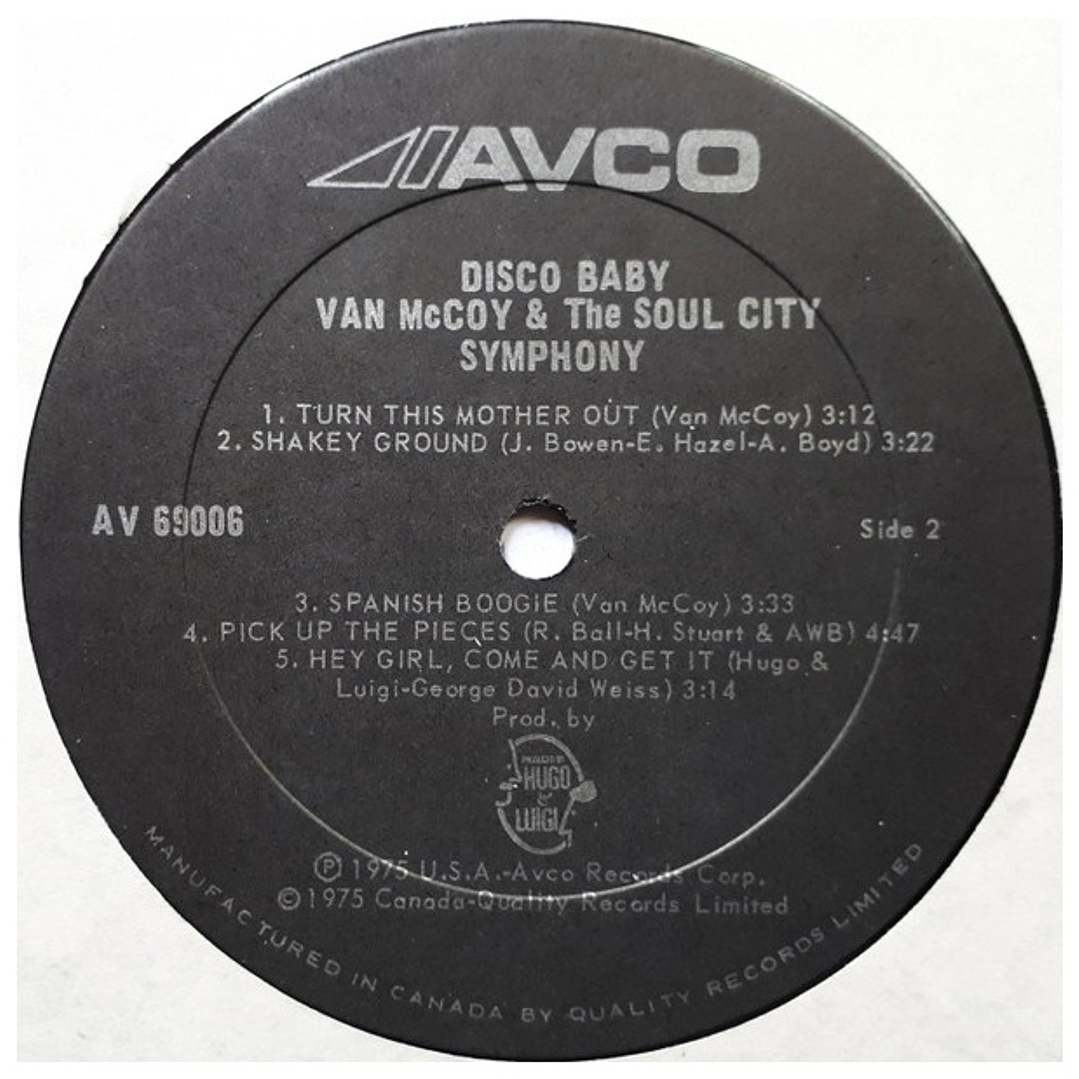 AVCO
DISCO BABY
VAN McCOY & The SOUL CITY
SYMPHONY
1. TURN THIS MOTHER OUT (Van McCoy) 3:12
2. SHAKEY GROUND (J. Bowen-E. Hazel-A. Boyd) 3:22
AV 69006
Side 2
3. SPANISH BOOGIE (Van McCoy) 3:33
4. PICK UP THE PIECES (R. Ball-H. Stuart & AWB) 4:47
5. HEY GIRL, COME AND GET IT (Hugo &
Luigi-George David Weiss) 3:14
Prod. by
PRODUCED BY
HUGO
&
LUIGI
Ⓟ 1975 U.S.A.-Avco Records Corp.
©1975 Canada-Quality Records Limited
MANUFACTURED IN CANADA BY QUALITY RECORDS LIMITED